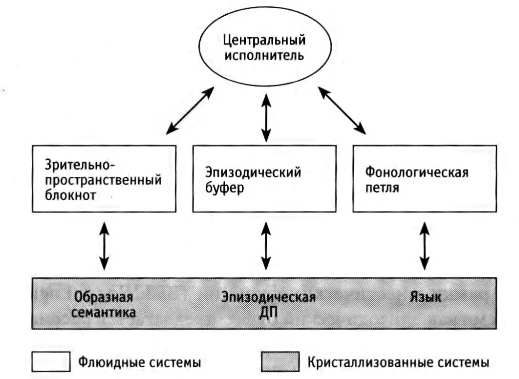 Центральный
исполнитель
Зрительно-
пространственный
блокнот
Эпизодический
буфер
Фонологическая
петля
Образная
семантика
Эпизодическая
ДП
Язык
Флюидные системы
Кристаллизованные системы